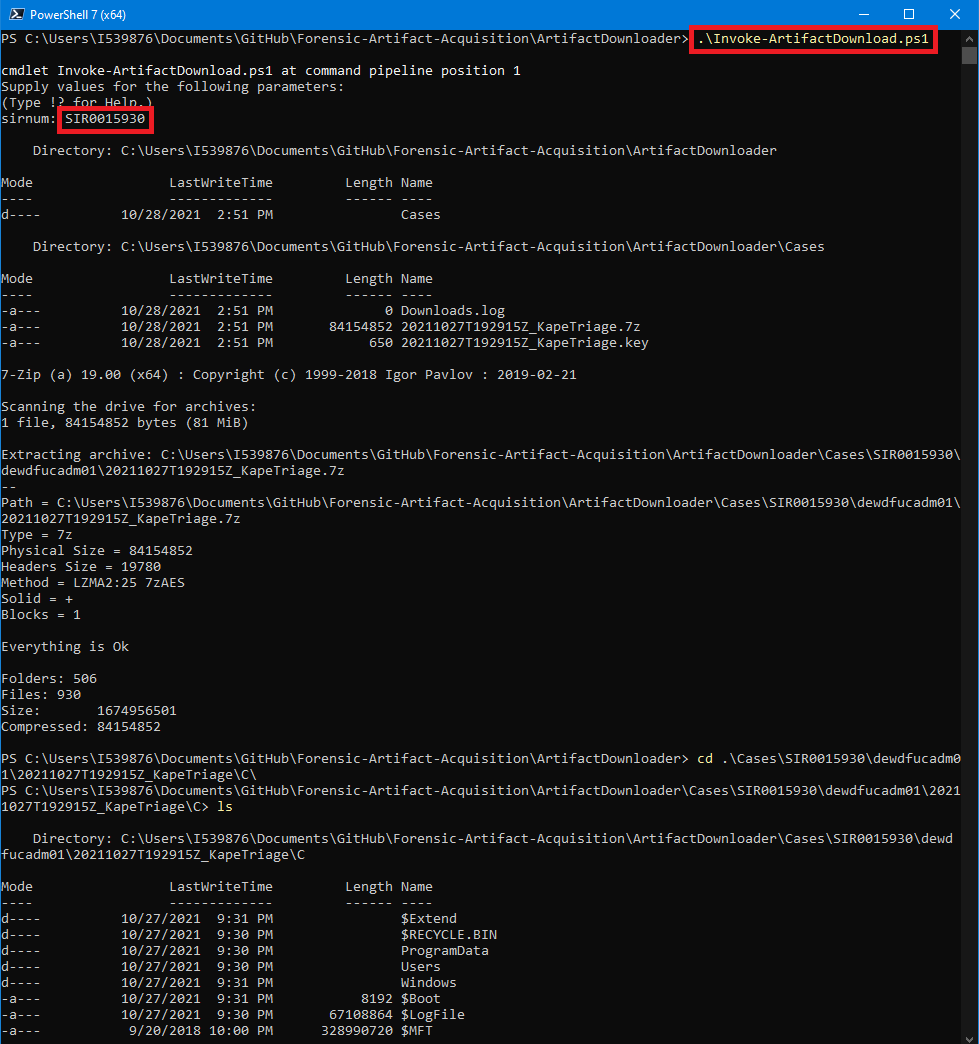 PowerShell 7 (x64)
PS C:\Users\I539876\Documents\GitHub\Forensic-Artifact-Acquisition\ArtifactDownloader> .\Invoke-ArtifactDownload.ps1
cmdlet Invoke-ArtifactDownload.ps1 at command pipeline position 1
Supply values for the following parameters:
(Type !? for Help.)
sirnum: SIR0015930
Directory: C:\Users\I539876\Documents\GitHub\Forensic-Artifact-Acquisition\ArtifactDownloader
Mode LastWriteTime Length Name
---- ------------- ------ ----
d---- 10/28/2021 2:51 PM Cases
Directory: C:\Users\I539876\Documents\GitHub\Forensic-Artifact-Acquisition\ArtifactDownloader\Cases
Mode LastWriteTime Length Name
---- ------------- ------ ----
-a--- 10/28/2021 2:51 PM 0 Downloads.log
-a--- 10/28/2021 2:51 PM 84154852 20211027T192915Z_KapeTriage.7z
-a--- 10/28/2021 2:51 PM 650 20211027T192915Z_KapeTriage.key
7-Zip (a) 19.00 (x64) : Copyright (c) 1999-2018 Igor Pavlov : 2019-02-21
Scanning the drive for archives:
1 file, 84154852 bytes (81 MiB)
Extracting archive: C:\Users\I539876\Documents\GitHub\Forensic-Artifact-Acquisition\ArtifactDownloader\Cases\SIR0015930\
dewdfucadm01\20211027T192915Z_KapeTriage.7z
--
Path = C:\Users\I539876\Documents\GitHub\Forensic-Artifact-Acquisition\ArtifactDownloader\Cases\SIR0015930\dewdfucadm01\
20211027T192915Z_KapeTriage.7z
Type = 7z
Physical Size = 84154852
Headers Size = 19780
Method = LZMA2:25 7zAES
Solid = +
Blocks = 1
Everything is Ok
Folders: 506
Files: 930
Size: 1674956501
Compressed: 84154852
PS C:\Users\I539876\Documents\GitHub\Forensic-Artifact-Acquisition\ArtifactDownloader> cd .\Cases\SIR0015930\dewdfucadm0
1\20211027T192915Z_KapeTriage\C\
PS C:\Users\I539876\Documents\GitHub\Forensic-Artifact-Acquisition\ArtifactDownloader\Cases\SIR0015930\dewdfucadm01\2021
1027T192915Z_KapeTriage\C> ls
Directory: C:\Users\I539876\Documents\GitHub\Forensic-Artifact-Acquisition\ArtifactDownloader\Cases\SIR0015930\dewd
fucadm01\20211027T192915Z_KapeTriage\C
Mode LastWriteTime Length Name
---- ------------- ------ ----
d---- 10/27/2021 9:31 PM $Extend
d---- 10/27/2021 9:30 PM $RECYCLE.BIN
d---- 10/27/2021 9:30 PM ProgramData
d---- 10/27/2021 9:30 PM Users
d---- 10/27/2021 9:31 PM Windows
-a--- 10/27/2021 9:31 PM 8192 $Boot
-a--- 10/27/2021 9:30 PM 67108864 $LogFile
-a--- 9/20/2018 10:00 PM 328990720 $MFT